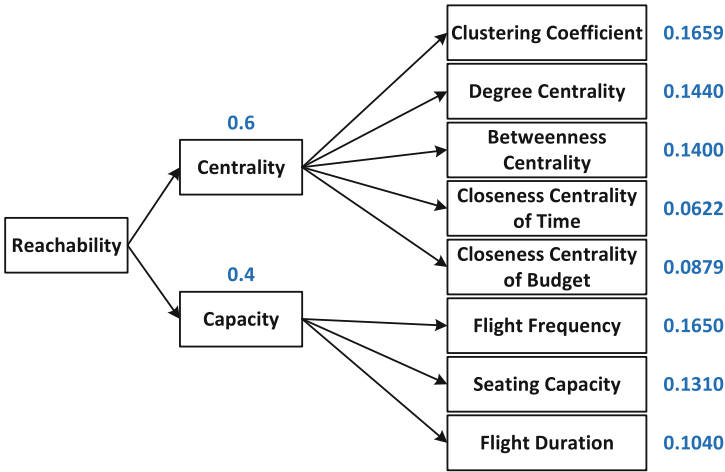 Clustering Coefficient 0.1659
Degree Centrality 0.1440
0.6
Betweenness
Centrality
0.1400
Centrality
Closeness Centrality
of Time
0.0622
Reachability
Closeness Centrality
of Budget
0.0879
0.4
Capacity
Flight Frequency 0.1650
Seating Capacity 0.1310
Flight Duration 0.1040